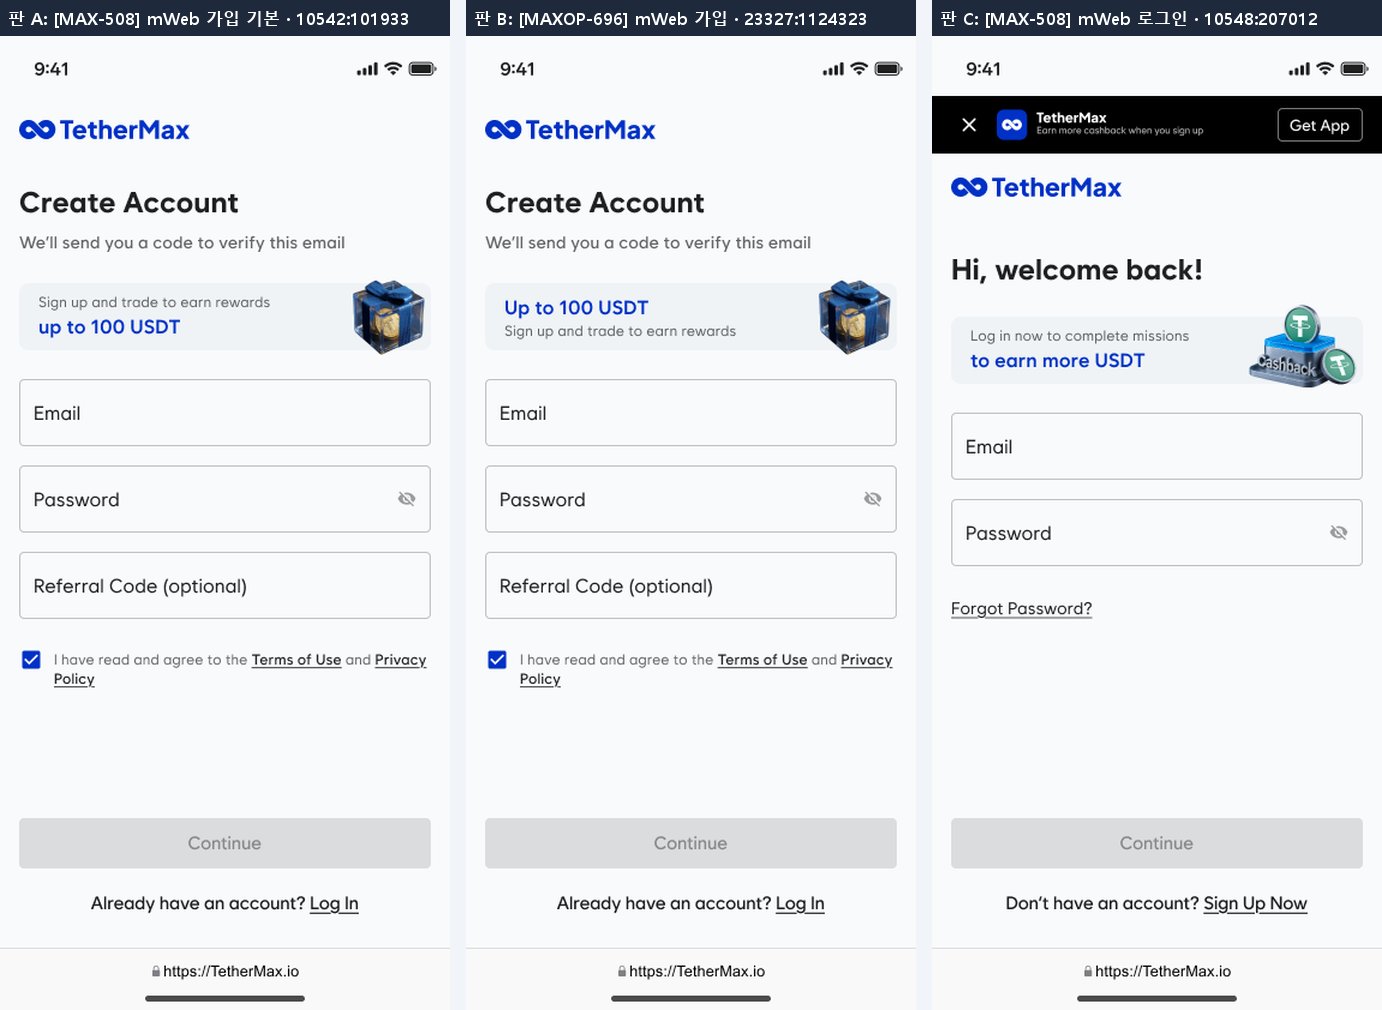 판 A: [MAX-508] mWeb 가입 기본 · 10542:101933
9:41
TetherMax
Create Account
We'll send you a code to verify this email
Sign up and trade to earn rewards
up to 100 USDT
Email
Password
Referral Code (optional)
I have read and agree to the Terms of Use and Privacy
Policy
Continue
Already have an account? Log In
https://TetherMax.io
판 B: [MAXOP-696] mWeb 가입 · 23327:1124323
9:41
TetherMax
Create Account
We'll send you a code to verify this email
Up to 100 USDT
Sign up and trade to earn rewards
Email
Password
Referral Code (optional)
I have read and agree to the Terms of Use and Privacy
Policy
Continue
Already have an account? Log In
https://TetherMax.io
판 C: [MAX-508] mWeb 로그인 · 10548:207012
9:41
TetherMax
Earn more cashback when you sign up
Get App
TetherMax
Hi, welcome back!
Log in now to complete missions
to earn more USDT
Cashback
Email
Password
Forgot Password?
Continue
Don't have an account? Sign Up Now
https://TetherMax.io